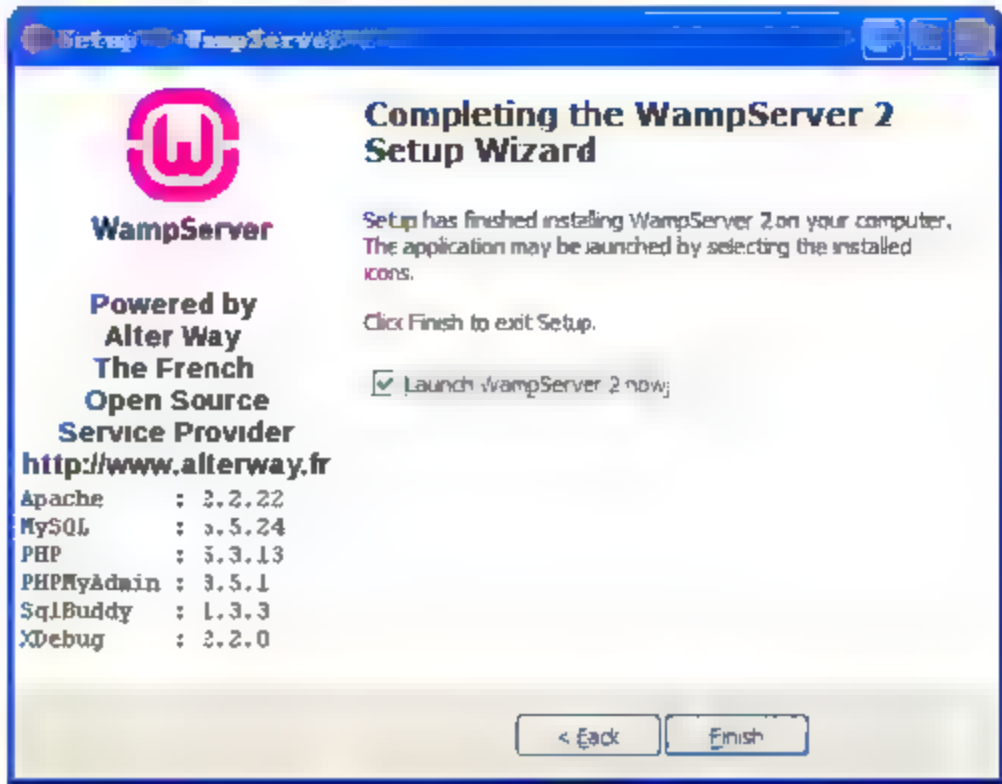 Setup - WampServer
Completing the WampServer 2
Setup Wizard
WampServer
Setup has finished installing WampServer 2 on your computer.
The application may be launched by selecting the installed
icons.
Click Finish to exit Setup.
Launch WampServer 2 now
Powered by
Alter Way
The French
Open Source
Service Provider
http://www.alterway.fr
Apache : 2.2.22
MySQL : 5.5.24
PHP : 5.3.13
PHPMyAdmin : 3.5.1
SqlBuddy : 1.3.3
XDebug : 2.2.0
< Back
Finish